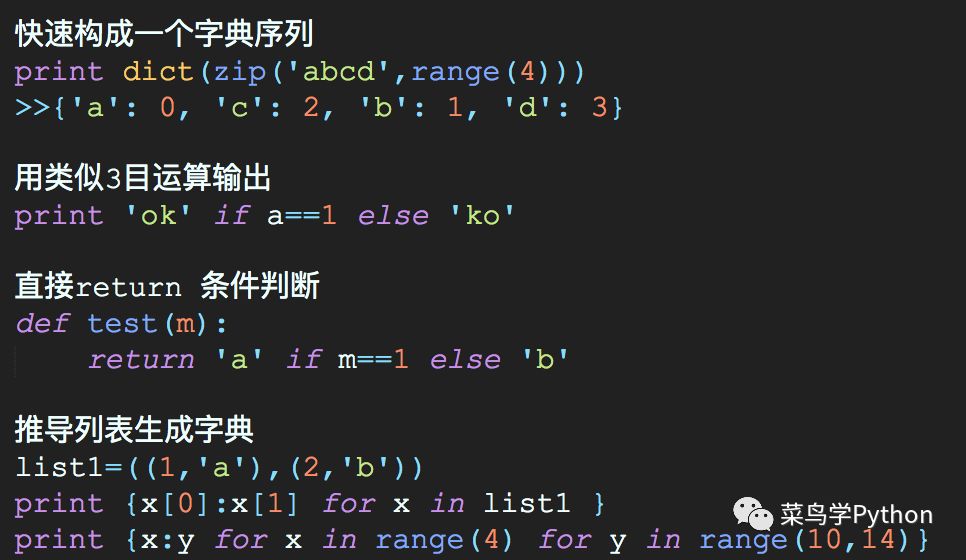 快速构成一个字典序列
print dict(zip('abcd',range(4)))
>>{'a': 0, 'c': 2, 'b': 1, 'd': 3}
用类似3目运算输出
print 'ok' if a==1 else 'ko'
直接return 条件判断
def test(m):
    return 'a' if m==1 else 'b'
推导列表生成字典
list1=((1,'a'),(2,'b'))
print {x[0]:x[1] for x in list1 }
print {x:y for x in range(4) for y in range(10,14)}
菜鸟学Python